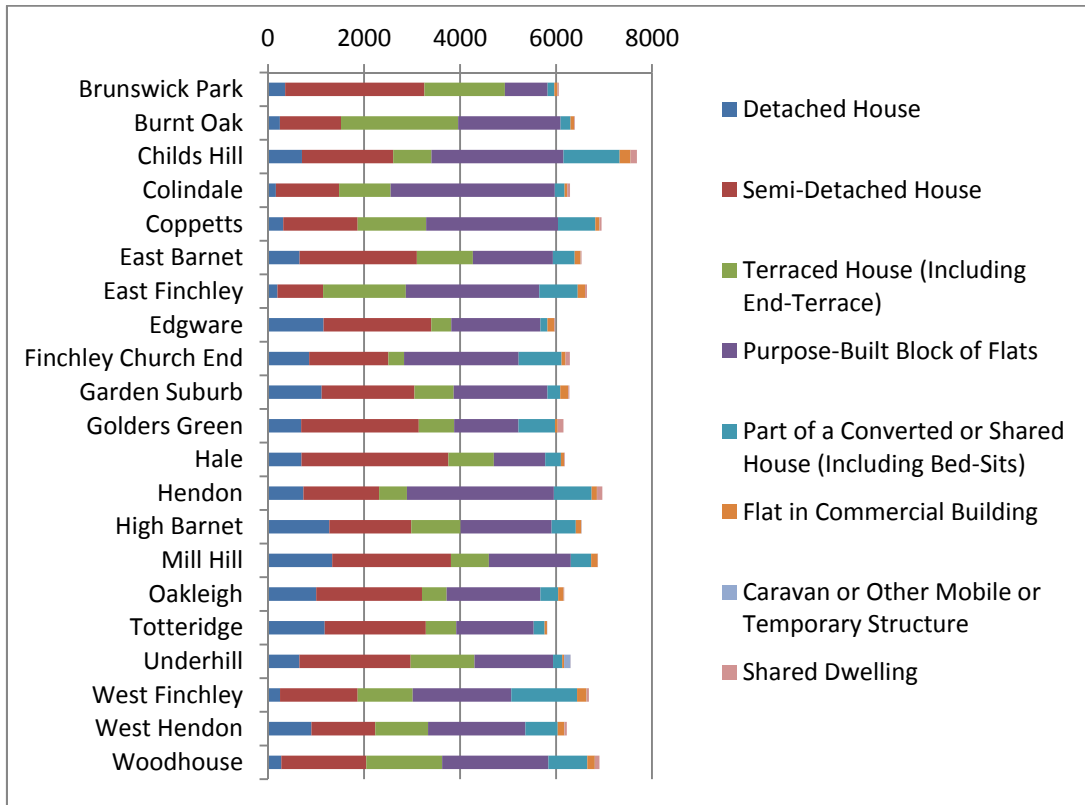 0 2000 4000 6000 8000
Brunswick Park
Burnt Oak
Childs Hill
Colindale
Coppetts
East Barnet
East Finchley
Edgware
Finchley Church End
Garden Suburb
Golders Green
Hale
Hendon
High Barnet
Mill Hill
Oakleigh
Totteridge
Underhill
West Finchley
West Hendon
Woodhouse
Detached House
Semi-Detached House
Terraced House (Including
End-Terrace)
Purpose-Built Block of Flats
Part of a Converted or Shared
House (Including Bed-Sits)
Flat in Commercial Building
Caravan or Other Mobile or
Temporary Structure
Shared Dwelling